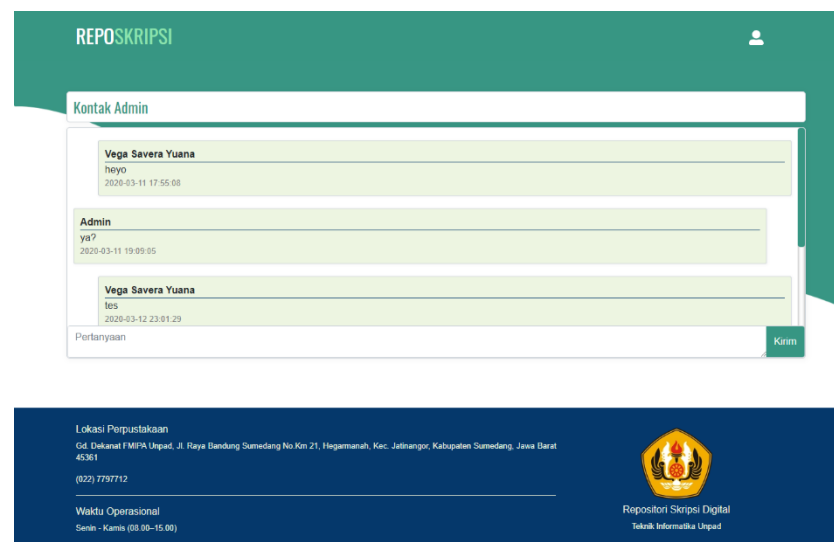 REPOSKRIPSI
Kontak Admin
Vega Savera Yuana
heyo
2020-03-11 17:55:08
Admin
ya?
2020-03-11 19:09:05
Vega Savera Yuana
tes
2020-03-12 23:01:29
Pertanyaan
Kirim
Lokasi Perpustakaan
Gd. Dekanat FMIPA Unpad, Jl. Raya Bandung Sumedang No.Km 21, Hegarmanah, Kec. Jatinangor, Kabupaten Sumedang, Jawa Barat
45361
(022) 7797712
Waktu Operasional
Senin - Kamis (08.00–15.00)
Repositori Skripsi Digital
Teknik Informatika Unpad